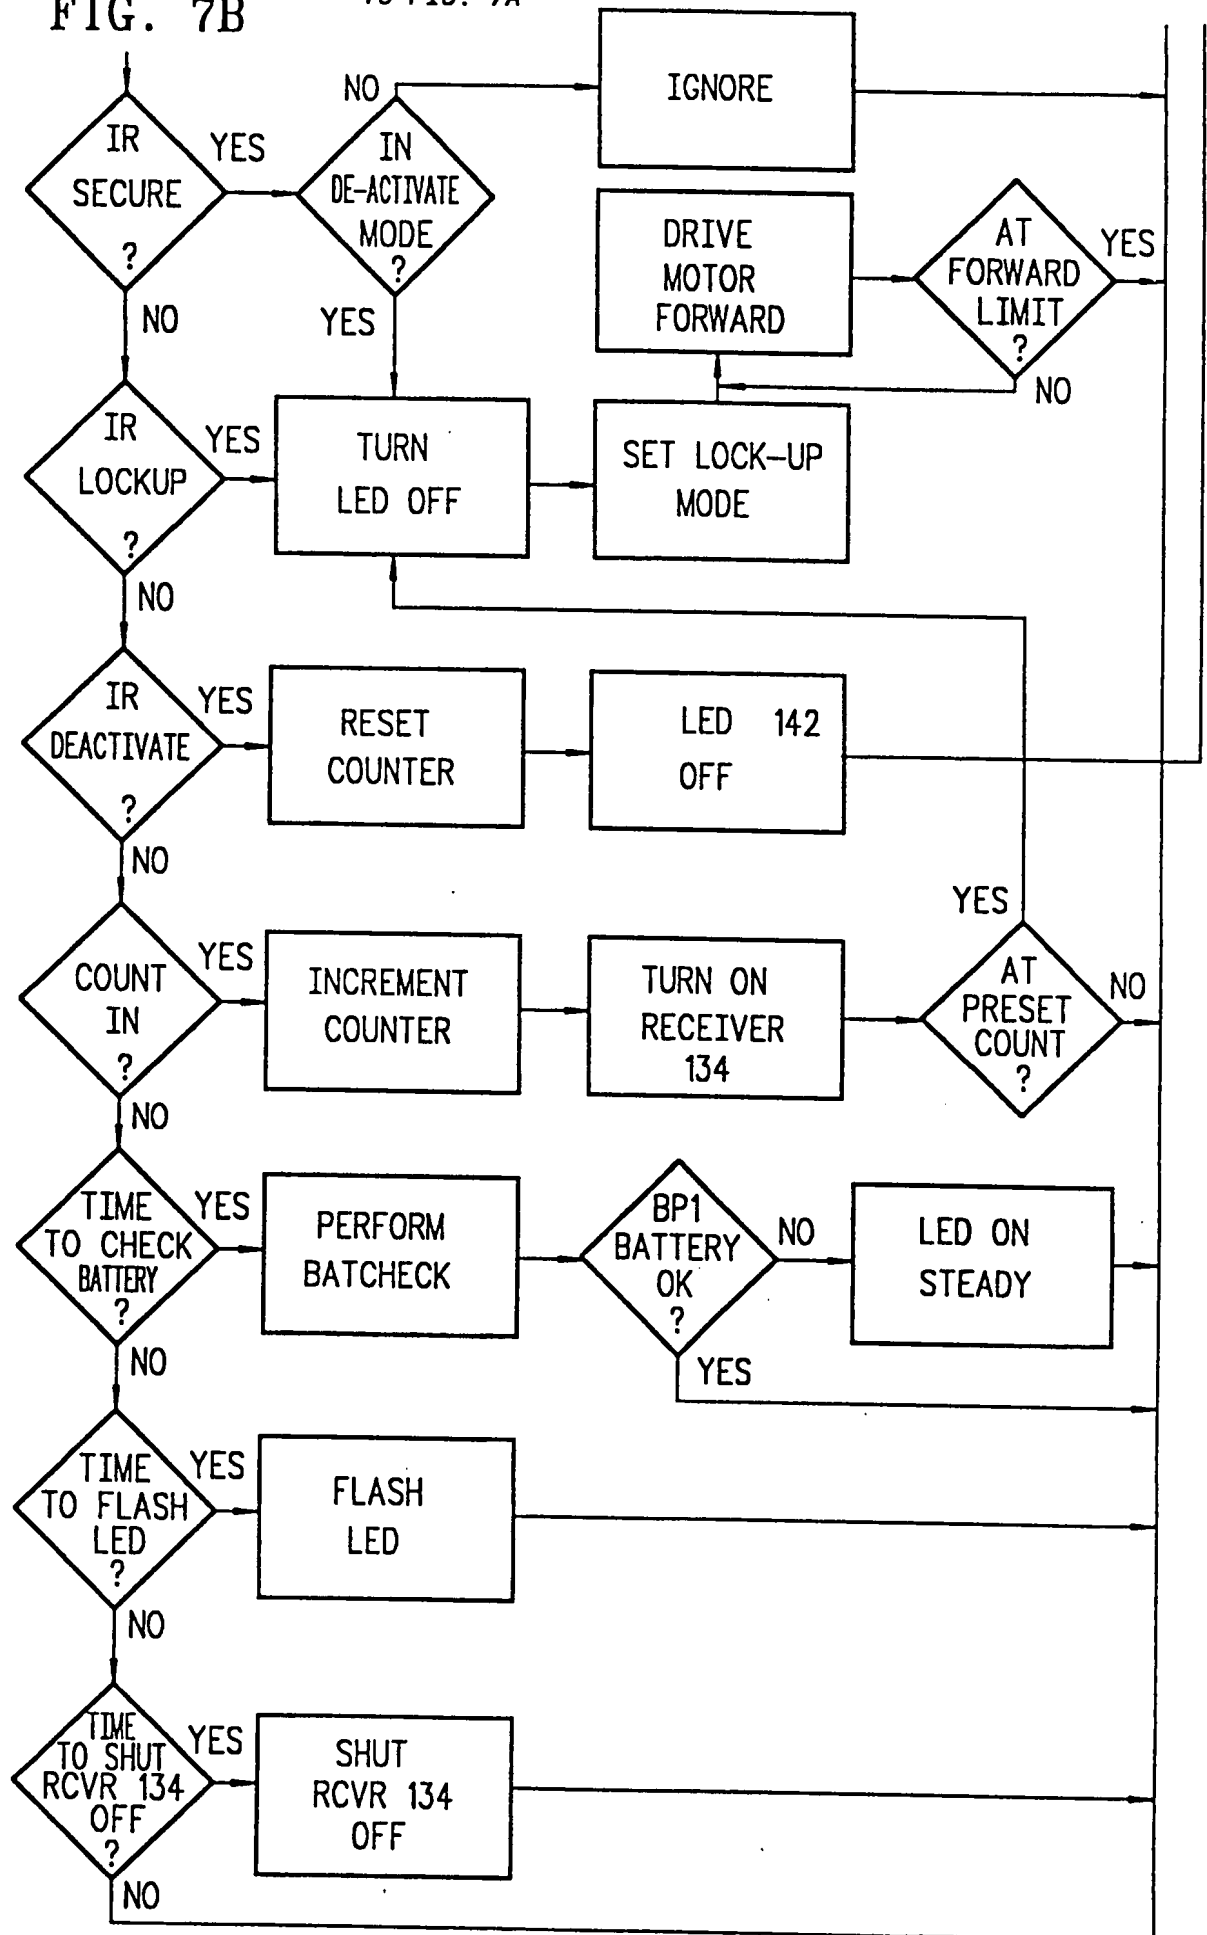 FIG. 7B
TO FIG. 7A
IR
SECURE
?
YES
NO
IN
DE-ACTIVATE
MODE
?
NO
YES
IGNORE
DRIVE
MOTOR
FORWARD
AT
FORWARD
LIMIT
?
YES
NO
IR
LOCKUP
?
YES
NO
TURN
LED OFF
SET LOCK-UP
MODE
IR
DEACTIVATE
?
YES
NO
RESET
COUNTER
LED 142
OFF
COUNT
IN
?
YES
NO
INCREMENT
COUNTER
TURN ON
RECEIVER
134
YES
AT
PRESET
COUNT
?
NO
TIME
TO CHECK
BATTERY
?
YES
NO
PERFORM
BATCHECK
BP1
BATTERY
OK
?
NO
YES
LED ON
STEADY
TIME
TO FLASH
LED
?
YES
NO
FLASH
LED
TIME
TO SHUT
RCVR 134
OFF
?
YES
NO
SHUT
RCVR 134
OFF